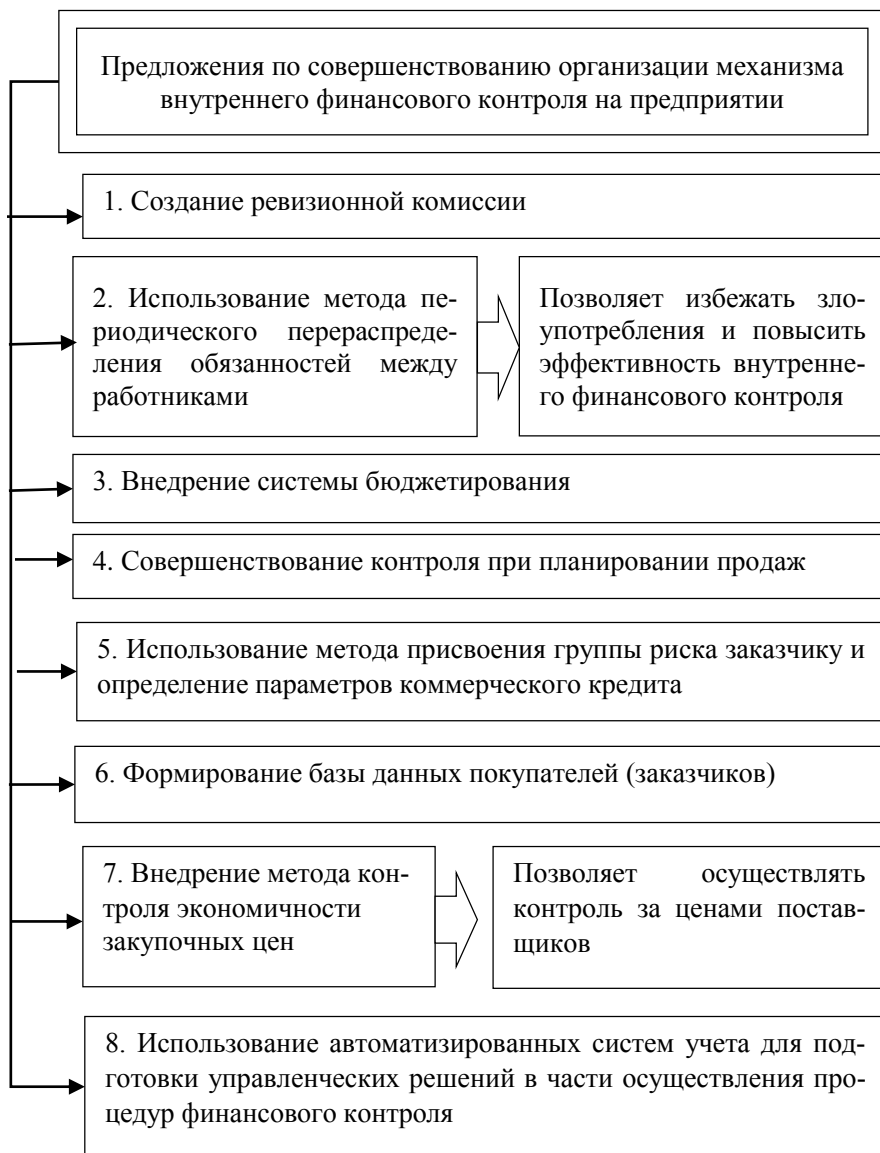 Предложения по совершенствованию организации механизма
внутреннего финансового контроля на предприятии
1. Создание ревизионной комиссии
2. Использование метода пе-
риодического перераспреде-
ления обязанностей между
работниками
Позволяет избежать зло-
употребления и повысить
эффективность внутренне-
го финансового контроля
3. Внедрение системы бюджетирования
4. Совершенствование контроля при планировании продаж
5. Использование метода присвоения группы риска заказчику и
определение параметров коммерческого кредита
6. Формирование базы данных покупателей (заказчиков)
7. Внедрение метода кон-
троля экономичности
закупочных цен
Позволяет осуществлять
контроль за ценами постав-
щиков
8. Использование автоматизированных систем учета для под-
готовки управленческих решений в части осуществления про-
цедур финансового контроля